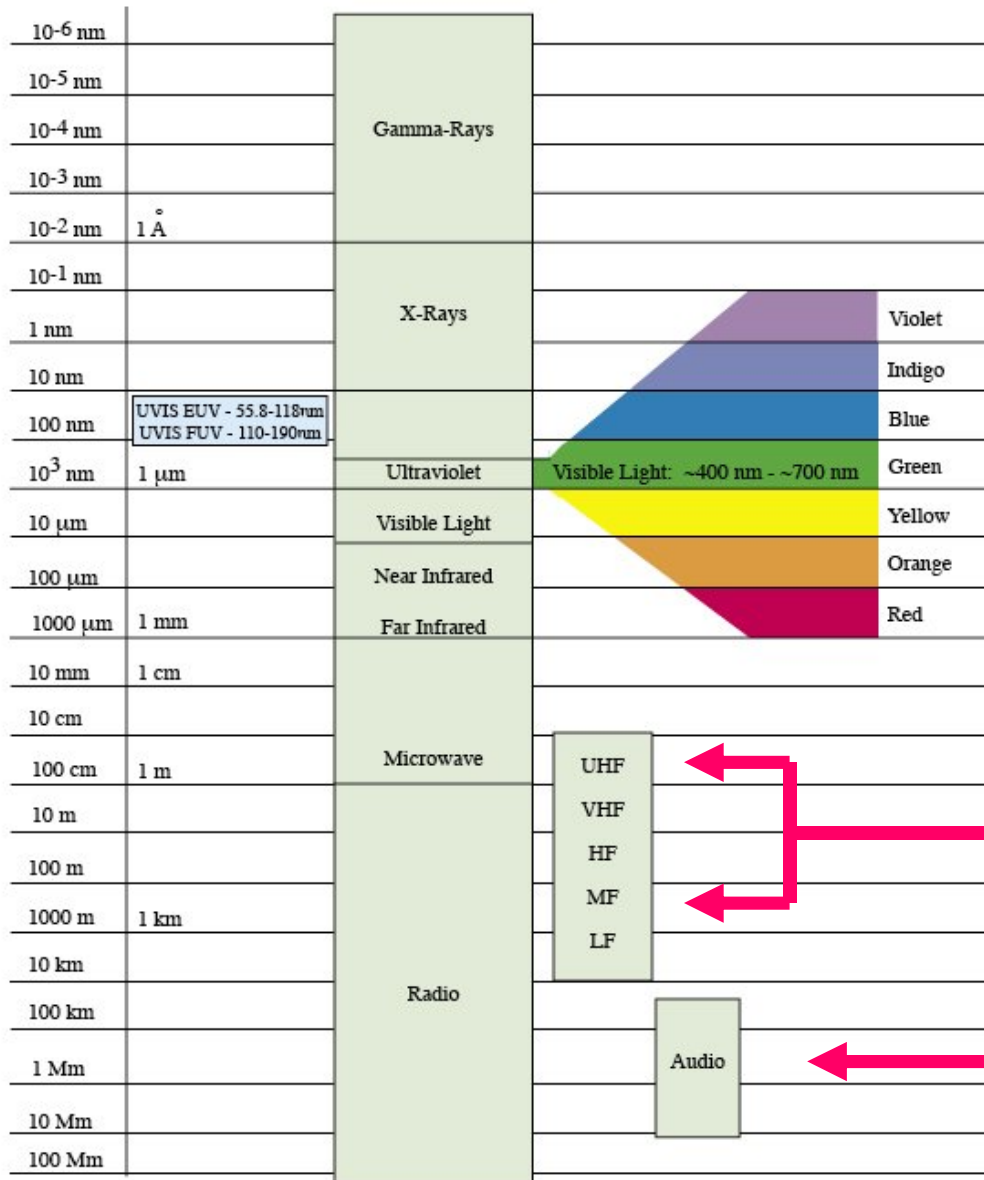 10-6 nm
10-5 nm
10-4 nm
Gamma-Rays
10-3 nm
10-2 nm 1 Å
10-1 nm
X-Rays
1 nm
Violet
10 nm
Indigo
UVIS EUV - 55.8-118nm
UVIS FUV - 110-190nm
100 nm
Blue
10³ nm 1 μm
Ultraviolet
Visible Light: ~400 nm - ~700 nm
Green
10 μm
Visible Light
Yellow
100 μm
Near Infrared
Orange
1000 μm 1 mm
Far Infrared
Red
10 mm 1 cm
10 cm
100 cm 1 m
Microwave
UHF
10 m
VHF
100 m
HF
1000 m 1 km
MF
LF
10 km
Radio
100 km
1 Mm
Audio
10 Mm
100 Mm